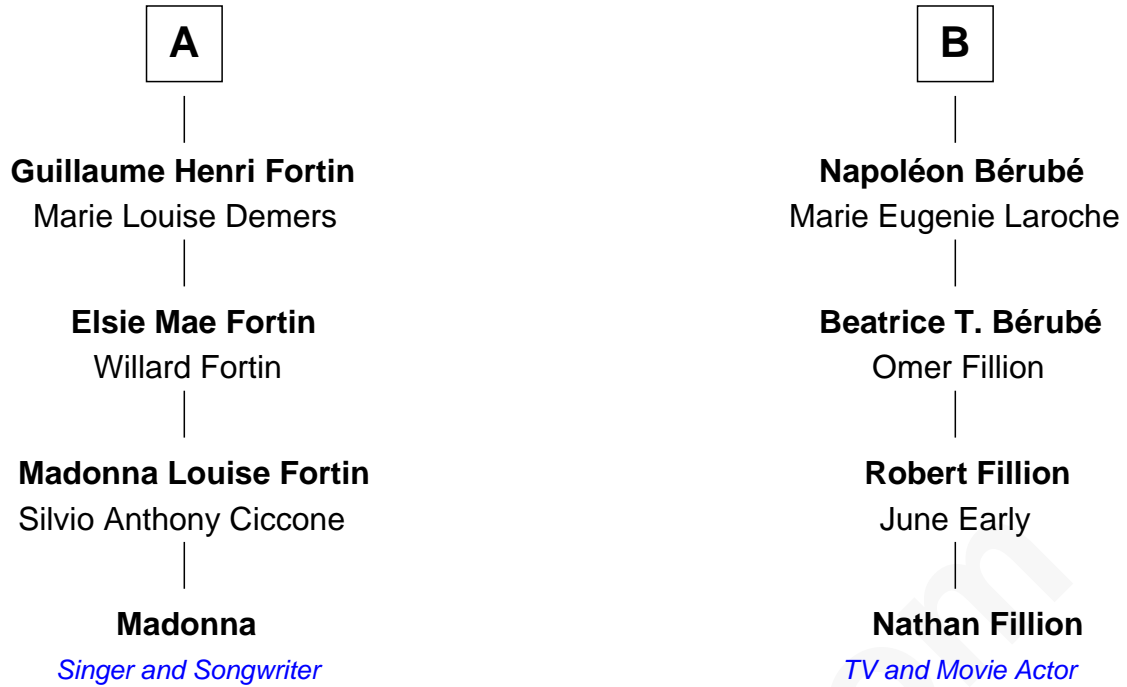 A
Guillaume Henri Fortin
Marie Louise Demers
Elsie Mae Fortin
Willard Fortin
Madonna Louise Fortin
Silvio Anthony Ciccone
Madonna
Singer and Songwriter
B
Napoléon Bérubé
Marie Eugenie Laroche
Beatrice T. Bérubé
Omer Fillion
Robert Fillion
June Early
Nathan Fillion
TV and Movie Actor